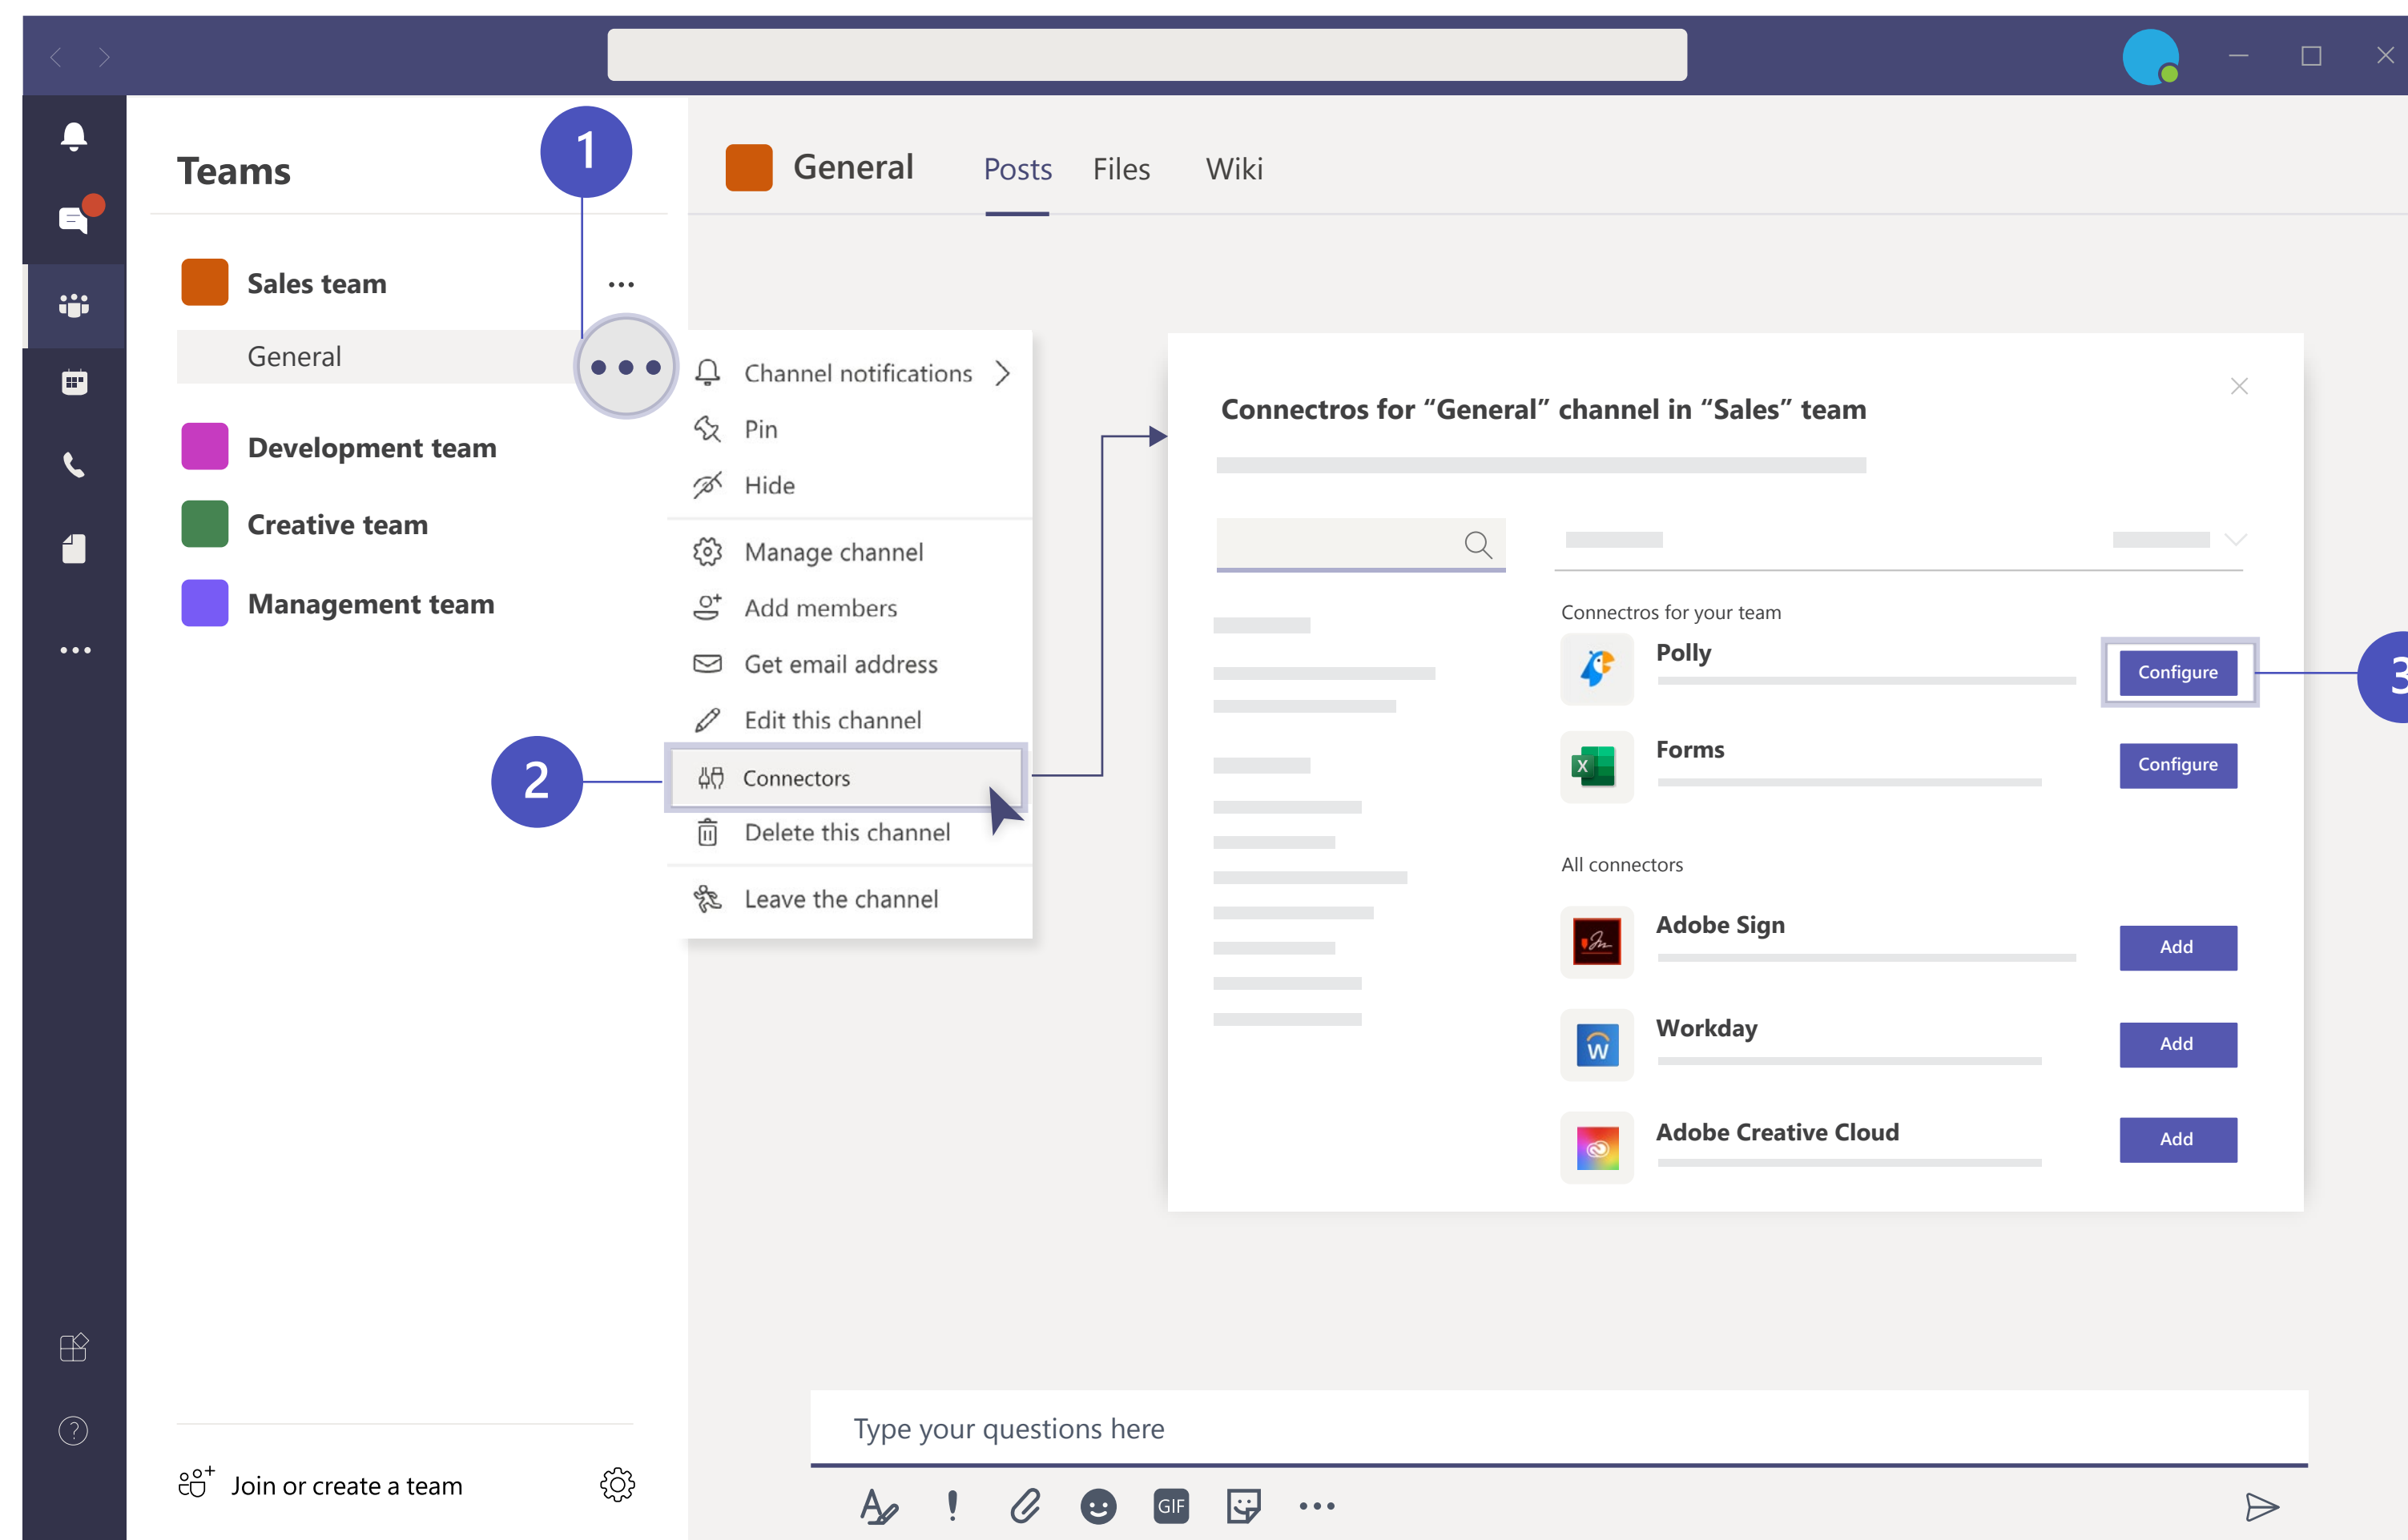 Teams
1
General
Posts
Files
Wiki
Sales team
General
Development team
Creative team
Management team
Channel notifications
Pin
Hide
Manage channel
Add members
Get email address
Edit this channel
2
Connectors
Delete this channel
Leave the channel
Connectros for “General” channel in “Sales” team
Connectros for your team
Polly
Configure
3
X
Forms
Configure
All connectors
Adobe Sign
Add
W
Workday
Add
Adobe Creative Cloud
Add
?
Join or create a team
Type your questions here
GIF